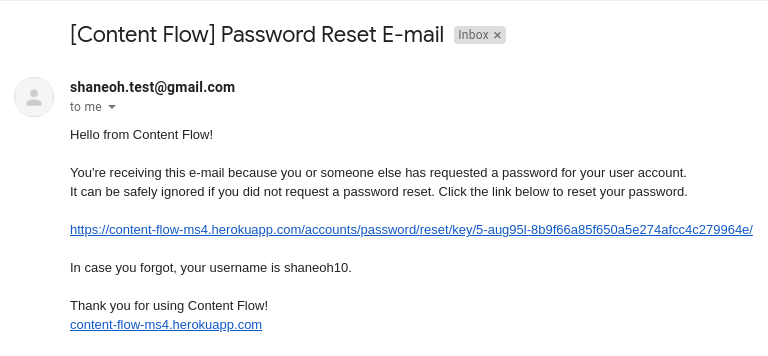 [Content Flow] Password Reset E-mail Inbox ×
shaneoh.test@gmail.com
to me
Hello from Content Flow!
You're receiving this e-mail because you or someone else has requested a password for your user account.
It can be safely ignored if you did not request a password reset. Click the link below to reset your password.
https://content-flow-ms4.herokuapp.com/accounts/password/reset/key/5-aug95l-8b9f66a85f650a5e274afcc4c279964e/
In case you forgot, your username is shaneoh10.
Thank you for using Content Flow!
content-flow-ms4.herokuapp.com